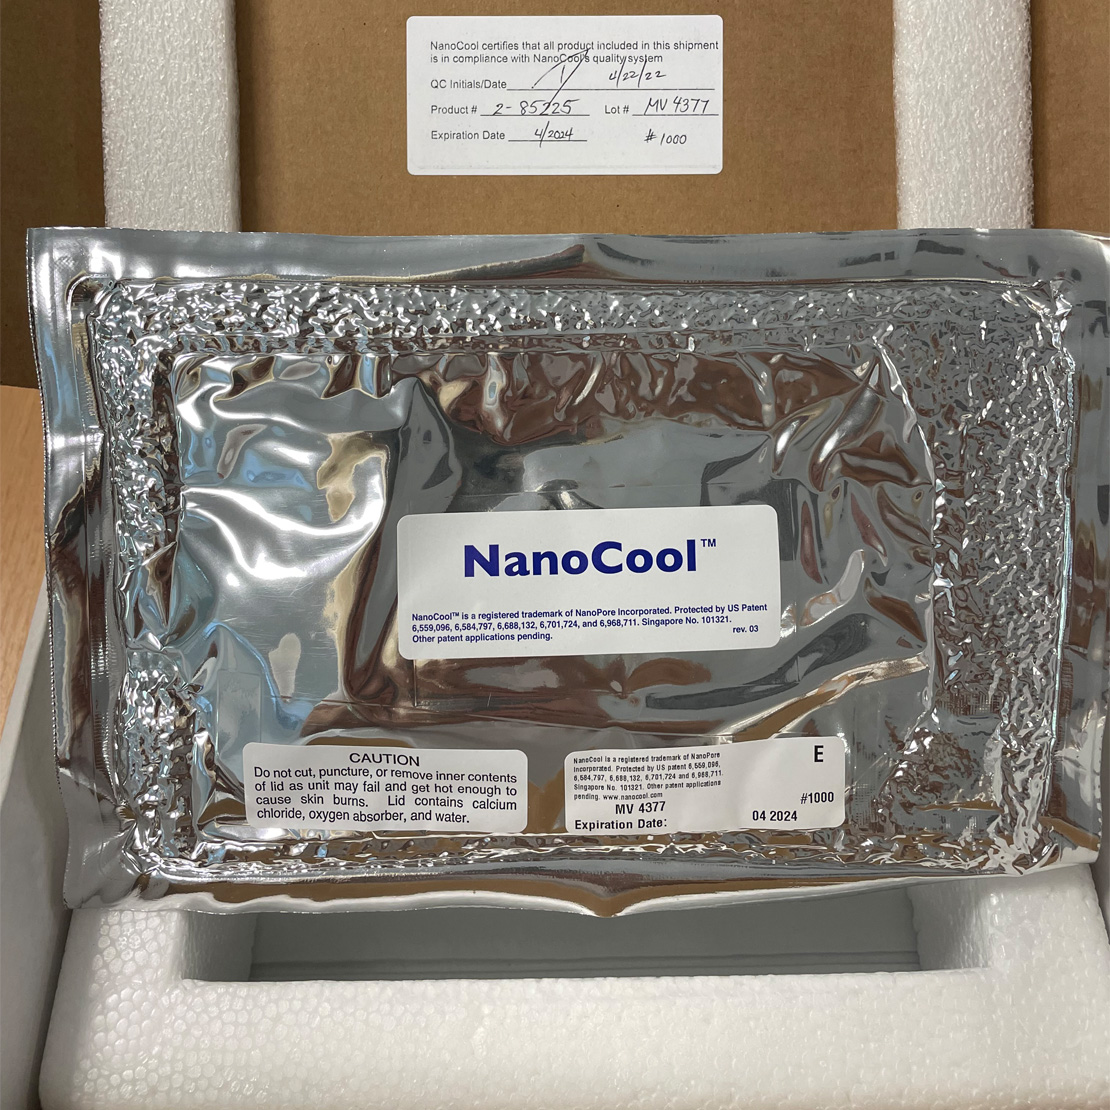 NanoCool certifies that all product included in this shipment
is in compliance with NanoCool's quality system
QC Initials/Date 4/22/22
Product # 2-85225 Lot # MV 4377
Expiration Date 4/2024 #1000
NanoCool™
NanoCool™ is a registered trademark of NanoPore Incorporated. Protected by US Patent
6,559,096, 6,584,797, 6,688,132, 6,701,724, and 6,968,711. Singapore No. 101321.
Other patent applications pending. rev. 03
CAUTION
Do not cut, puncture, or remove inner contents
of lid as unit may fail and get hot enough to
cause skin burns. Lid contains calcium
chloride, oxygen absorber, and water.
E
NanoCool is a registered trademark of NanoPore
Incorporated. Protected by US patent 6,559,096,
6,584,797, 6,688,132, 6,701,724 and 6,968,711.
Singapore No. 101321. Other patent applications
pending. www.nanocool.com
#1000
MV 4377
Expiration Date: 04 2024